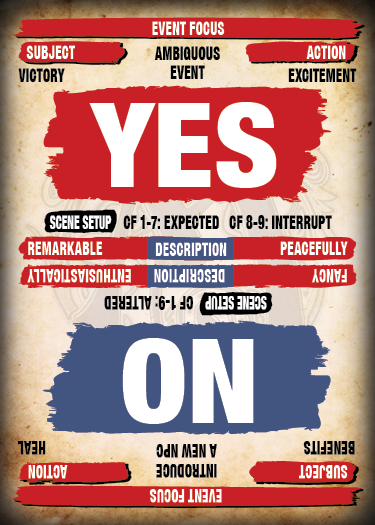 EVENT FOCUS
SUBJECT AMBIGUOUS ACTION
VICTORY EVENT EXCITEMENT
YES
SCENE SETUP CF 1-7: EXPECTED CF 8-9: INTERRUPT
REMARKABLE DESCRIPTION PEACEFULLY
EVENT FOCUS
SUBJECT INTRODUCE ACTION
BENEFITS A NEW NPC HEAL
NO
SCENE SETUP CF 1-9: ALTERED
FANCY DESCRIPTION ENTHUSIASTICALLY